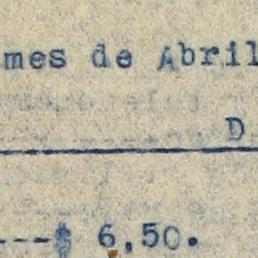 mes de Abril
D
---$ 6,50.